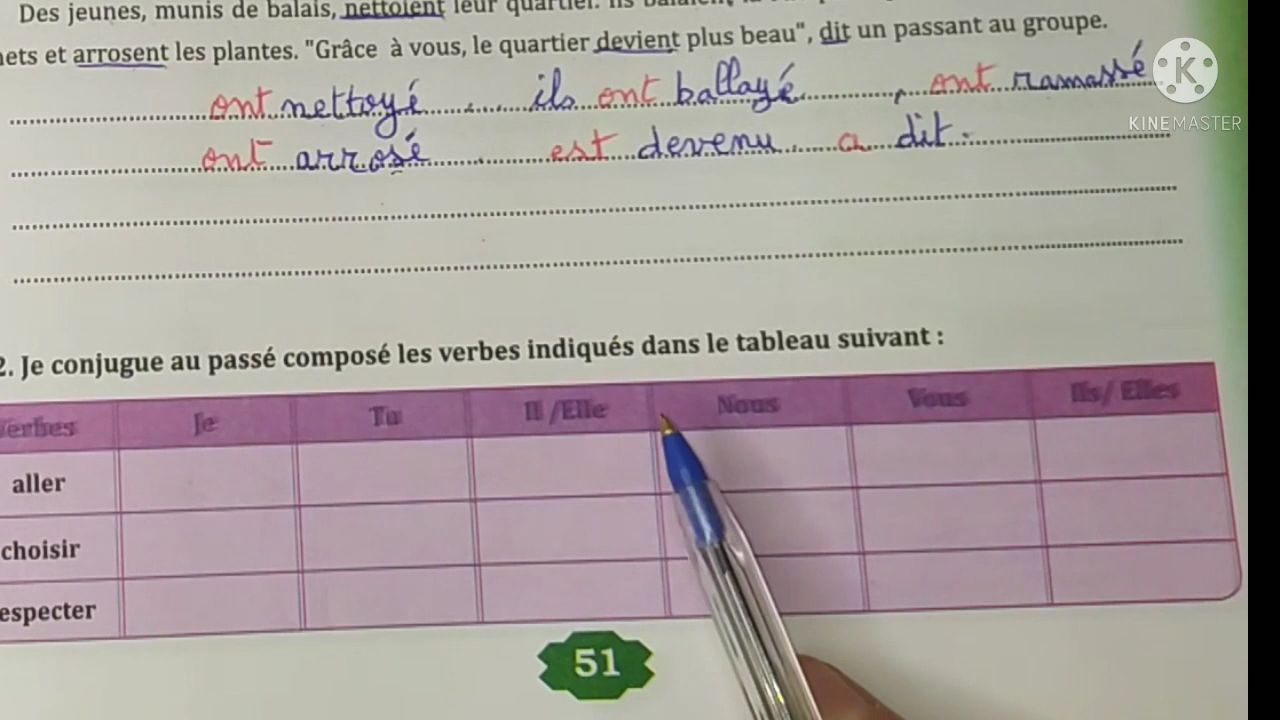 Des jeunes, munis de balais, nettoient leur quartier. Ils balaient,
nets et arrosent les plantes. "Grâce à vous, le quartier devient plus beau", dit un passant au groupe.
ont nettoyé ils ont ballayé , ont ramassé
ont arrosé est devenu a dit.
K
KINEMASTER
2. Je conjugue au passé composé les verbes indiqués dans le tableau suivant :
Verbes Je Tu Il /Elle Nous Vous Ils/ Elles
aller
choisir
especter
51